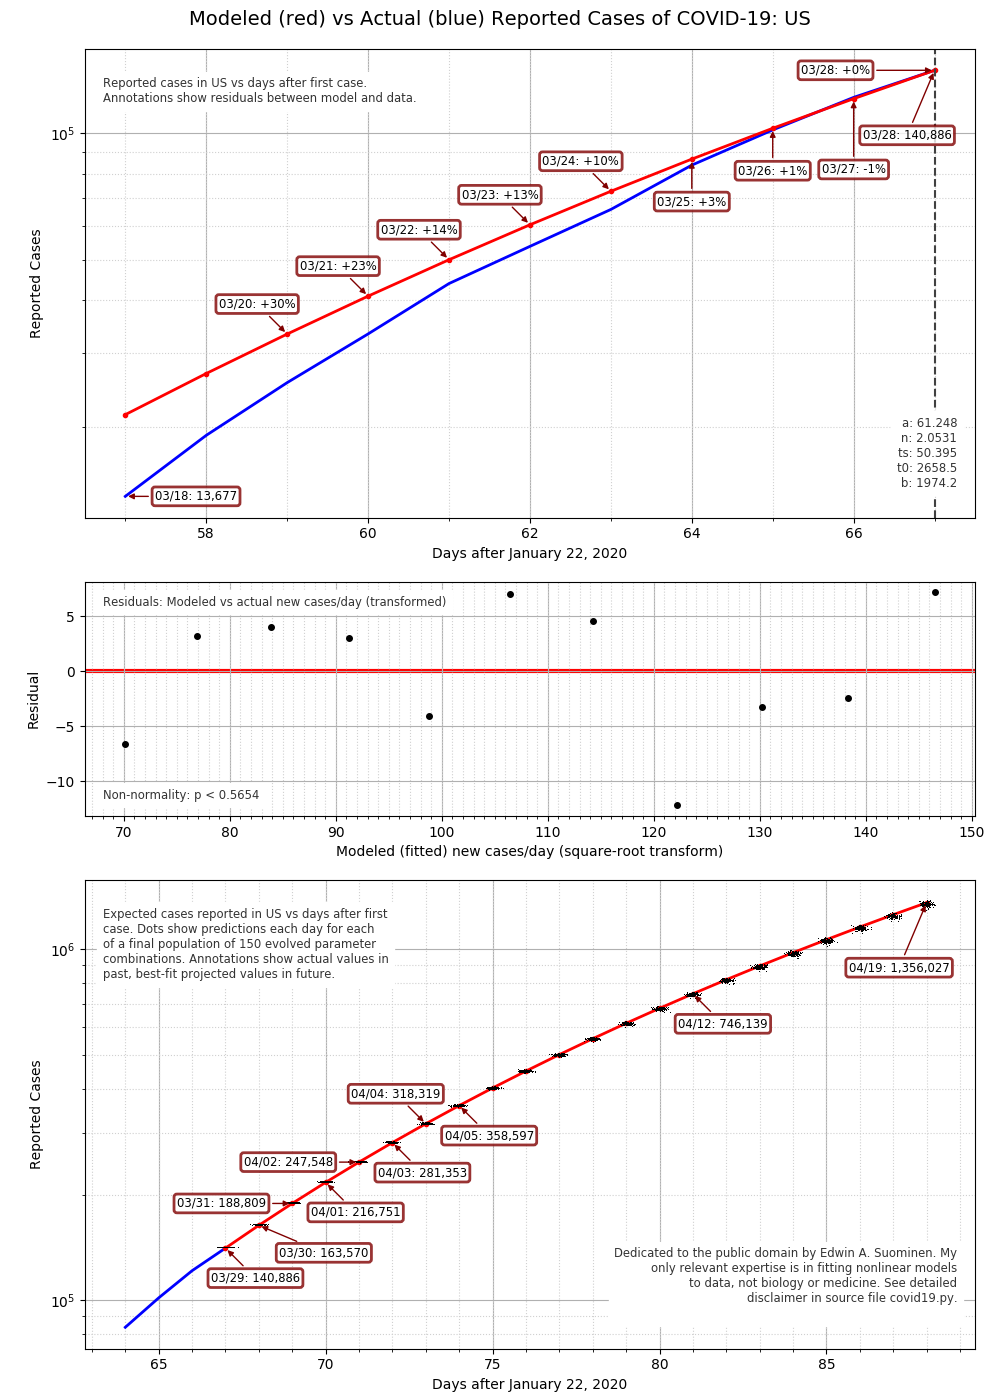 Modeled (red) vs Actual (blue) Reported Cases of COVID-19: US
Reported cases in US vs days after first case.
Annotations show residuals between model and data.
03/28: +0%
03/28: 140,886
03/24: +10%
03/26: +1%
03/27: -1%
03/23: +13%
03/25: +3%
03/22: +14%
03/21: +23%
03/20: +30%
03/18: 13,677
a: 61.248
n: 2.0531
ts: 50.395
t0: 2658.5
b: 1974.2
10⁵
Reported Cases
58 60 62 64 66
Days after January 22, 2020
Residuals: Modeled vs actual new cases/day (transformed)
5
0
−5
−10
Residual
Non-normality: p < 0.5654
70 80 90 100 110 120 130 140 150
Modeled (fitted) new cases/day (square-root transform)
Expected cases reported in US vs days after first
case. Dots show predictions each day for each
of a final population of 150 evolved parameter
combinations. Annotations show actual values in
past, best-fit projected values in future.
10⁶
10⁵
Reported Cases
04/19: 1,356,027
04/12: 746,139
04/04: 318,319
04/05: 358,597
04/02: 247,548
04/03: 281,353
03/31: 188,809
04/01: 216,751
03/30: 163,570
03/29: 140,886
Dedicated to the public domain by Edwin A. Suominen. My
only relevant expertise is in fitting nonlinear models
to data, not biology or medicine. See detailed
disclaimer in source file covid19.py.
65 70 75 80 85
Days after January 22, 2020